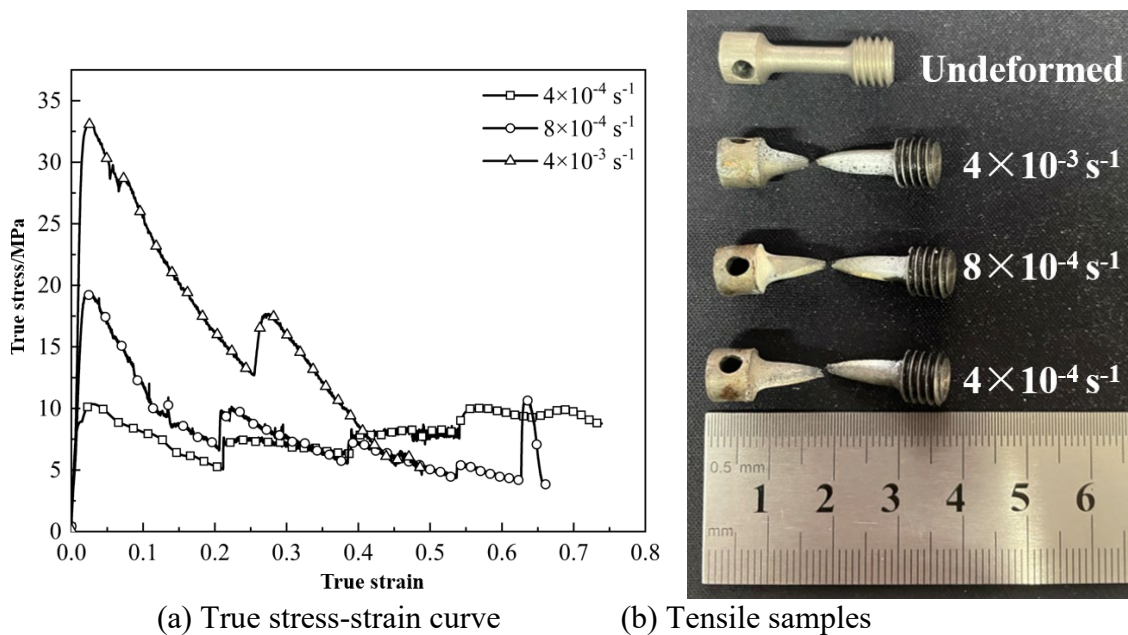 35
30
25
20
15
10
5
0
True stress/MPa
4×10⁻⁴ s⁻¹
8×10⁻⁴ s⁻¹
4×10⁻³ s⁻¹
0.0 0.1 0.2 0.3 0.4 0.5 0.6 0.7 0.8
True strain
(a) True stress-strain curve
Undeformed
4×10⁻³ s⁻¹
8×10⁻⁴ s⁻¹
4×10⁻⁴ s⁻¹
0.5 mm
1 2 3 4 5 6
mm
(b) Tensile samples